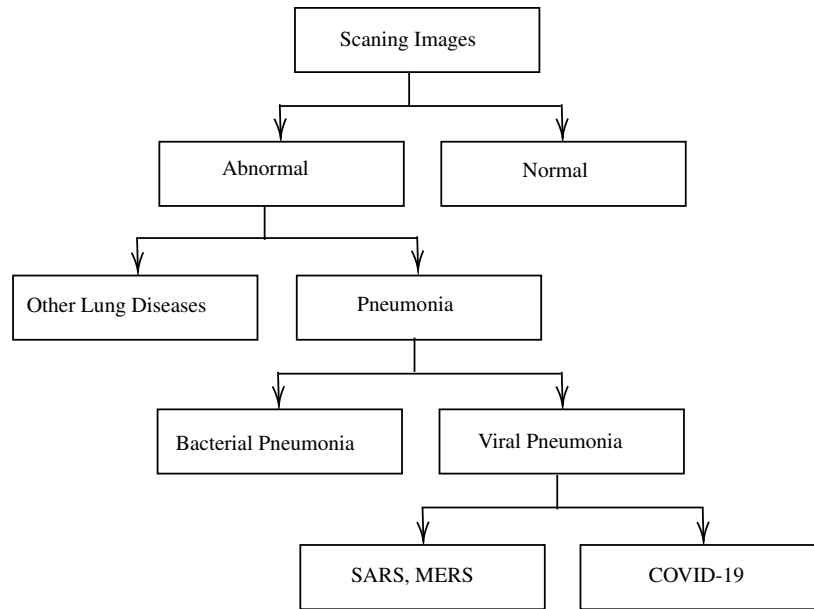 Scaning Images
Abnormal
Normal
Other Lung Diseases
Pneumonia
Bacterial Pneumonia
Viral Pneumonia
SARS, MERS
COVID-19